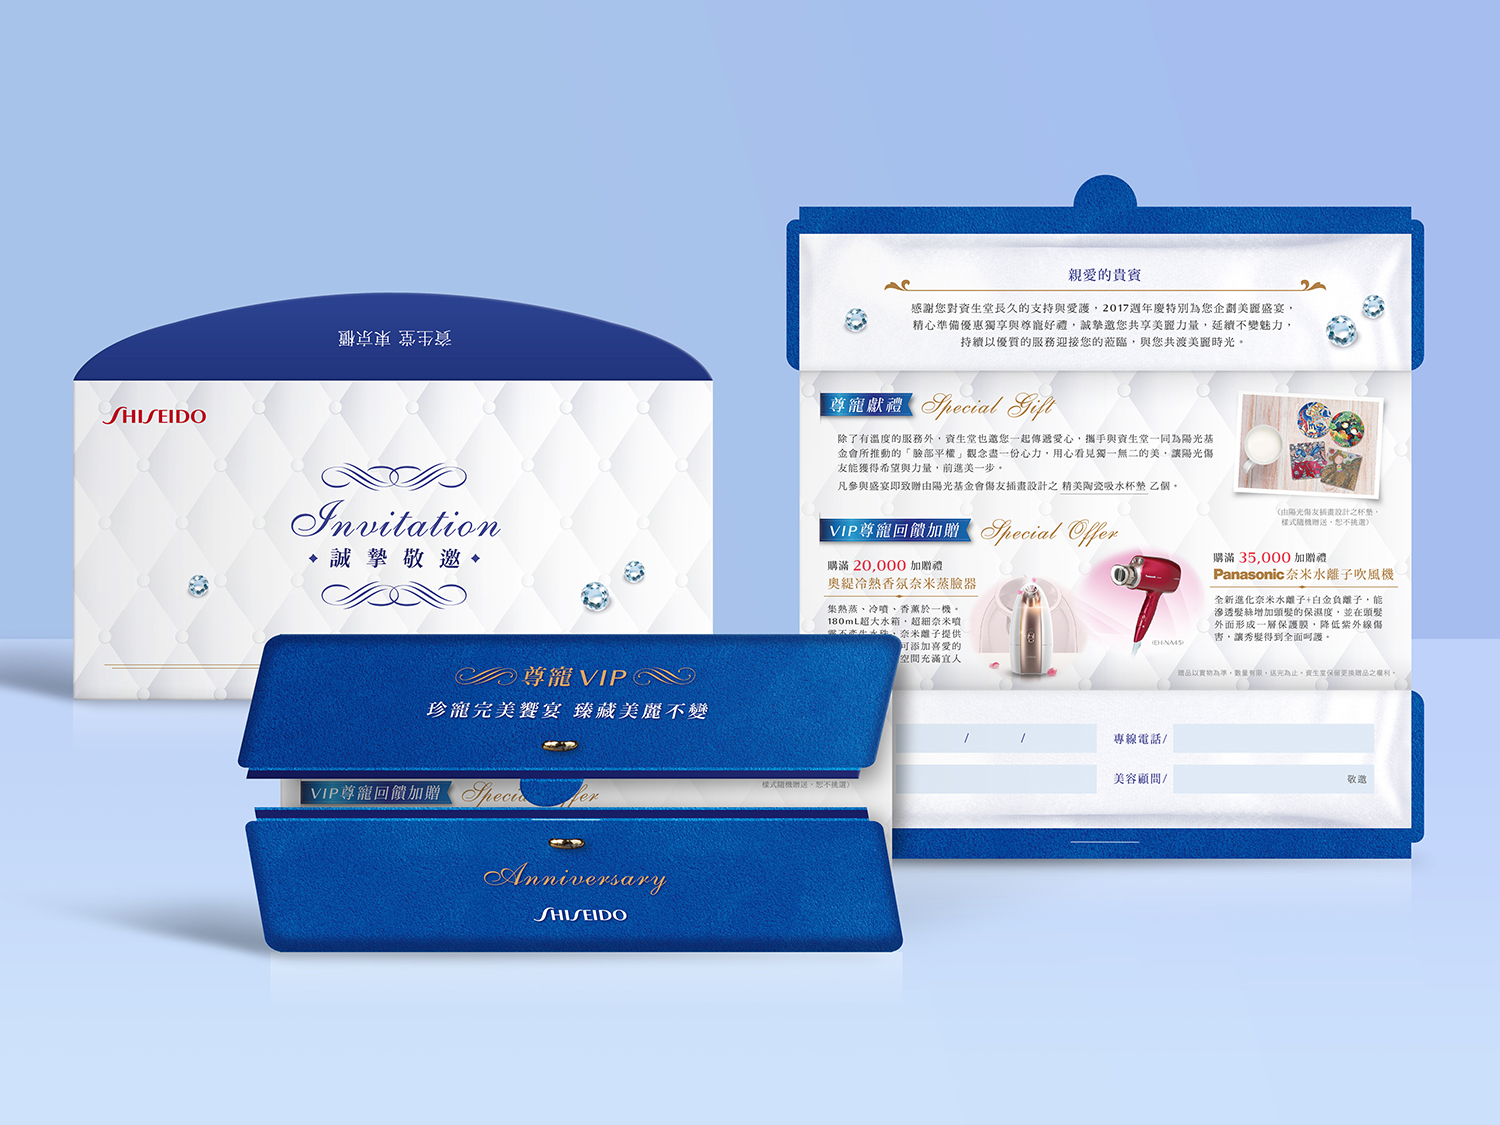 資生堂 東京櫃
SHISEIDO
Invitation
誠摯敬邀
尊寵VIP
珍寵完美饗宴 臻藏美麗不變
VIP尊寵回饋加贈
樣式隨機贈送，恕不挑選）
Anniversary
SHISEIDO
親愛的貴賓
感謝您對資生堂長久的支持與愛護，2017週年慶特別為您企劃美麗盛宴，
精心準備優惠獨享與尊寵好禮，誠摯邀您共享美麗力量，延續不變魅力，
持續以優質的服務迎接您的蒞臨，與您共渡美麗時光。
尊寵獻禮 Special Gift
除了有溫度的服務外，資生堂也邀您一起傳遞愛心，攜手與資生堂一同為陽光基
金會所推動的「臉部平權」觀念盡一份心力，用心看見獨一無二的美，讓陽光傷
友能獲得希望與力量，前進美一步。
凡參與盛宴即致贈由陽光基金會傷友插畫設計之 精美陶瓷吸水杯墊 乙個。
（由陽光傷友插畫設計之杯墊，
樣式隨機贈送，恕不挑選）
VIP尊寵回饋加贈 Special Offer
購滿 20,000 加贈禮
奧緹冷熱香氛奈米蒸臉器
集熱蒸、冷噴、香薰於一機。
180mL超大水箱，超細奈米噴
奈米離子提供
可添加喜愛的
空間充滿宜人
購滿 35,000 加贈禮
Panasonic奈米水離子吹風機
全新進化奈米水離子+白金負離子，能
滲透髮絲增加頭髮的保濕度，並在頭髮
外面形成一層保護膜，降低紫外線傷
害，讓秀髮得到全面呵護。
(EH-NA45)
贈品以實物為準，數量有限，送完為止。資生堂保留更換贈品之權利。
/ /
專線電話/
美容顧問/
敬邀